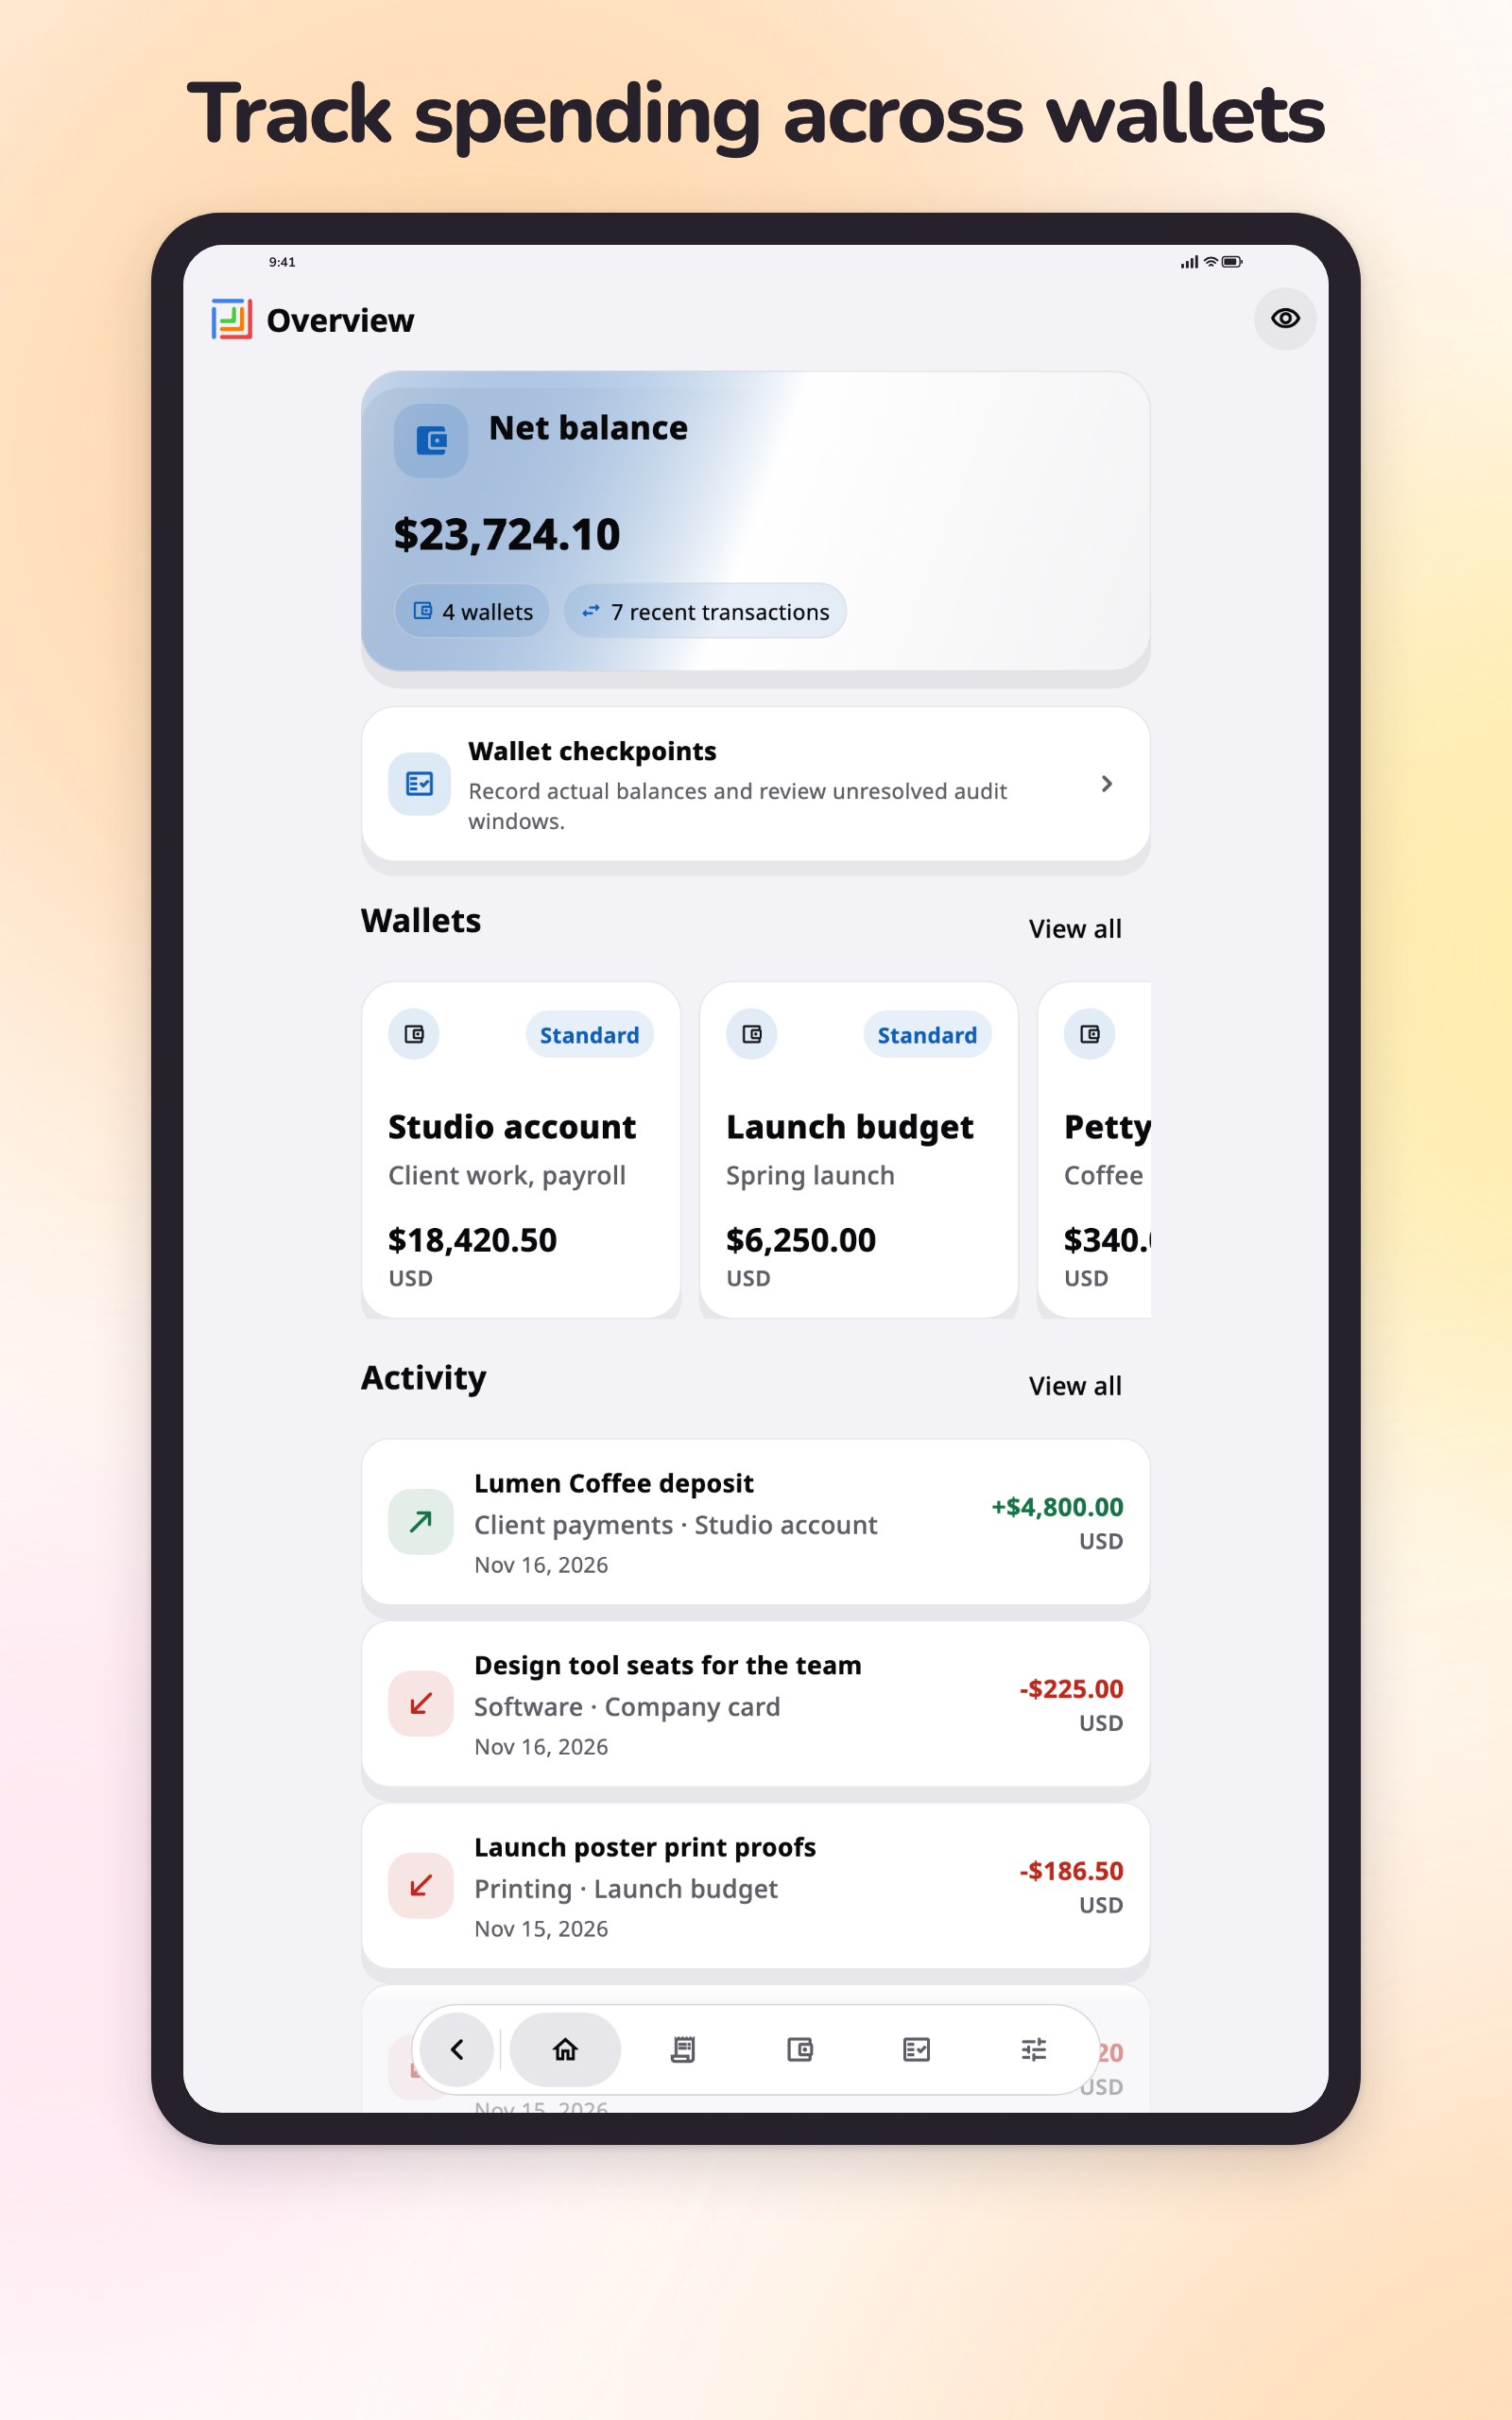 Track spending across wallets
9:41
Overview
Net balance
$23,724.10
4 wallets
7 recent transactions
Wallet checkpoints
Record actual balances and review unresolved audit
windows.
Wallets
View all
Standard
Standard
Studio account
Launch budget
Petty
Client work, payroll
Spring launch
Coffee
$18,420.50
$6,250.00
$340.
USD
USD
USD
Activity
View all
Lumen Coffee deposit
Client payments · Studio account
Nov 16, 2026
+$4,800.00
USD
Design tool seats for the team
Software · Company card
Nov 16, 2026
-$225.00
USD
Launch poster print proofs
Printing · Launch budget
Nov 15, 2026
-$186.50
USD
20
USD
Nov 15, 2026